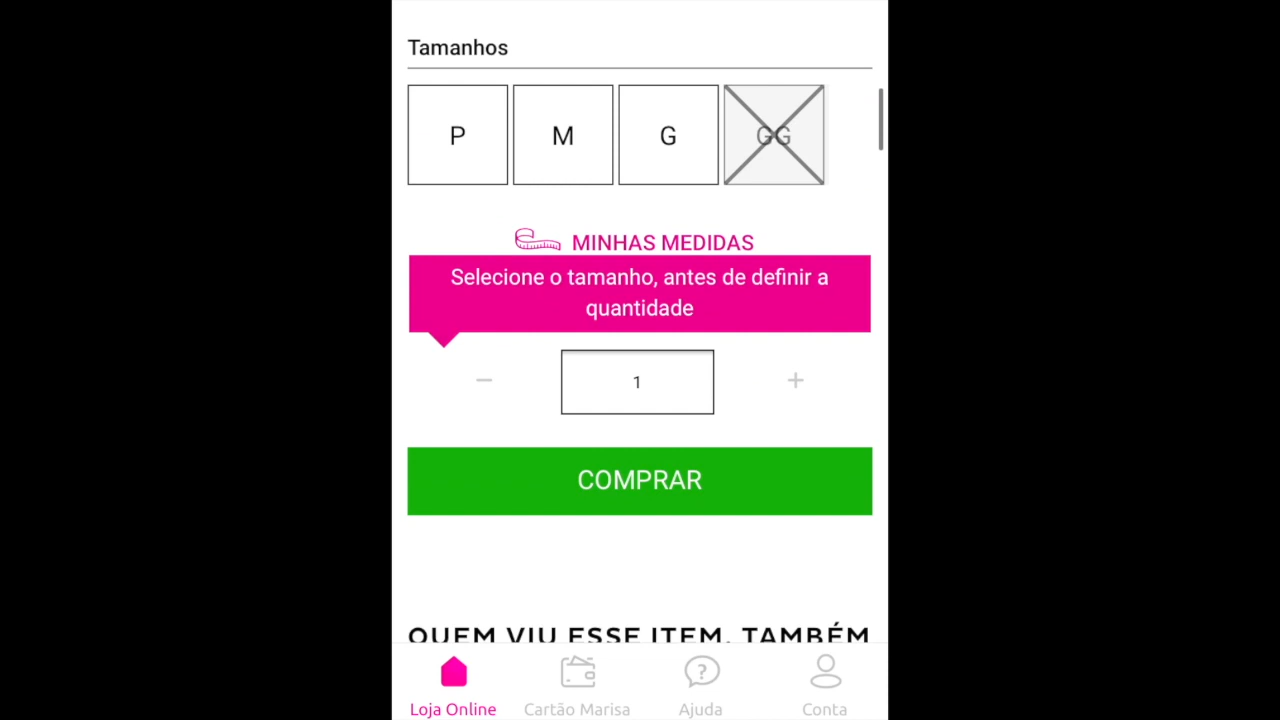 Tamanhos
P M G GG
MINHAS MEDIDAS
Selecione o tamanho, antes de definir a
quantidade
− 1 +
COMPRAR
QUEM VIU ESSE ITEM, TAMBÉM
Loja Online Cartão Marisa Ajuda Conta